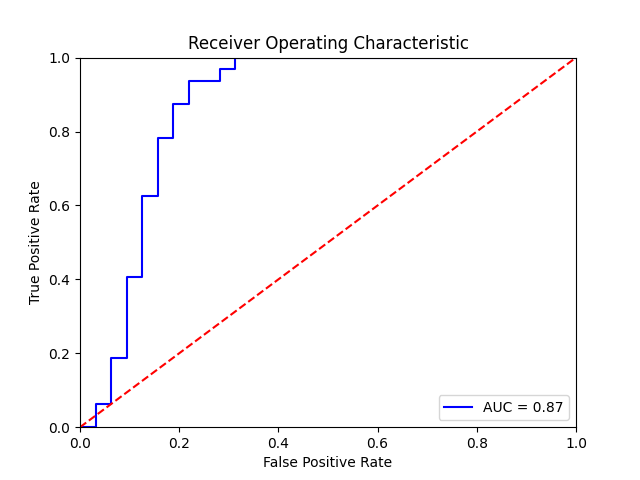 Receiver Operating Characteristic
True Positive Rate
1.0
0.8
0.6
0.4
0.2
0.0
AUC = 0.87
0.0 0.2 0.4 0.6 0.8 1.0
False Positive Rate